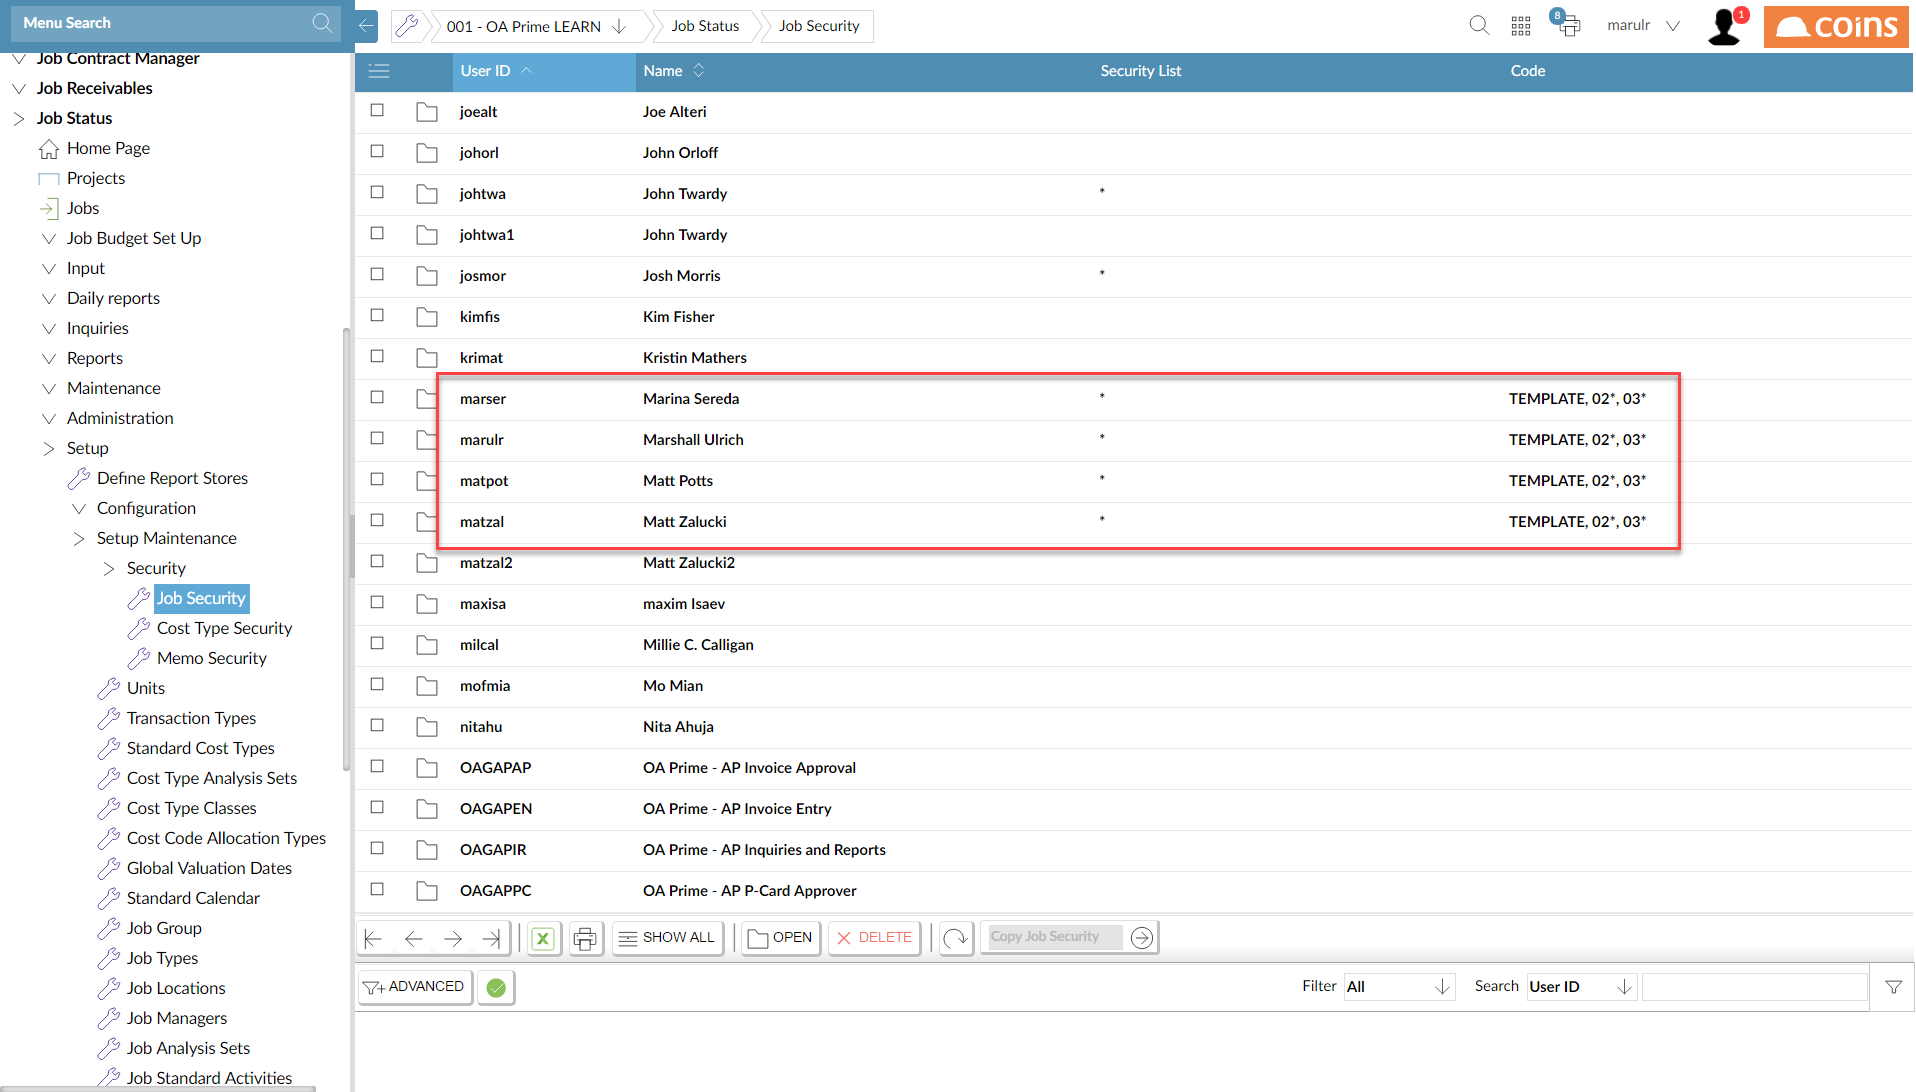 Menu Search
001 - OA Prime LEARN
Job Status
Job Security
8
marulr
1
coins
Job Contract Manager
Job Receivables
Job Status
Home Page
Projects
Jobs
Job Budget Set Up
Input
Daily reports
Inquiries
Reports
Maintenance
Administration
Setup
Define Report Stores
Configuration
Setup Maintenance
Security
Job Security
Cost Type Security
Memo Security
Units
Transaction Types
Standard Cost Types
Cost Type Analysis Sets
Cost Type Classes
Cost Code Allocation Types
Global Valuation Dates
Standard Calendar
Job Group
Job Types
Job Locations
Job Managers
Job Analysis Sets
Job Standard Activities
User ID Name Security List Code
joealt Joe Alteri
johorl John Orloff
johtwa John Twardy *
johtwa1 John Twardy
josmor Josh Morris *
kimfis Kim Fisher
krimat Kristin Mathers
marser Marina Sereda * TEMPLATE, 02*, 03*
marulr Marshall Ulrich * TEMPLATE, 02*, 03*
matpot Matt Potts * TEMPLATE, 02*, 03*
matzal Matt Zalucki * TEMPLATE, 02*, 03*
matzal2 Matt Zalucki2
maxisa maxim Isaev
milcal Millie C. Calligan
mofmia Mo Mian
nitahu Nita Ahuja
OAGAPAP OA Prime - AP Invoice Approval
OAGAPEN OA Prime - AP Invoice Entry
OAGAPIR OA Prime - AP Inquiries and Reports
OAGAPPC OA Prime - AP P-Card Approver
SHOW ALL OPEN DELETE Copy Job Security
ADVANCED Filter All Search User ID